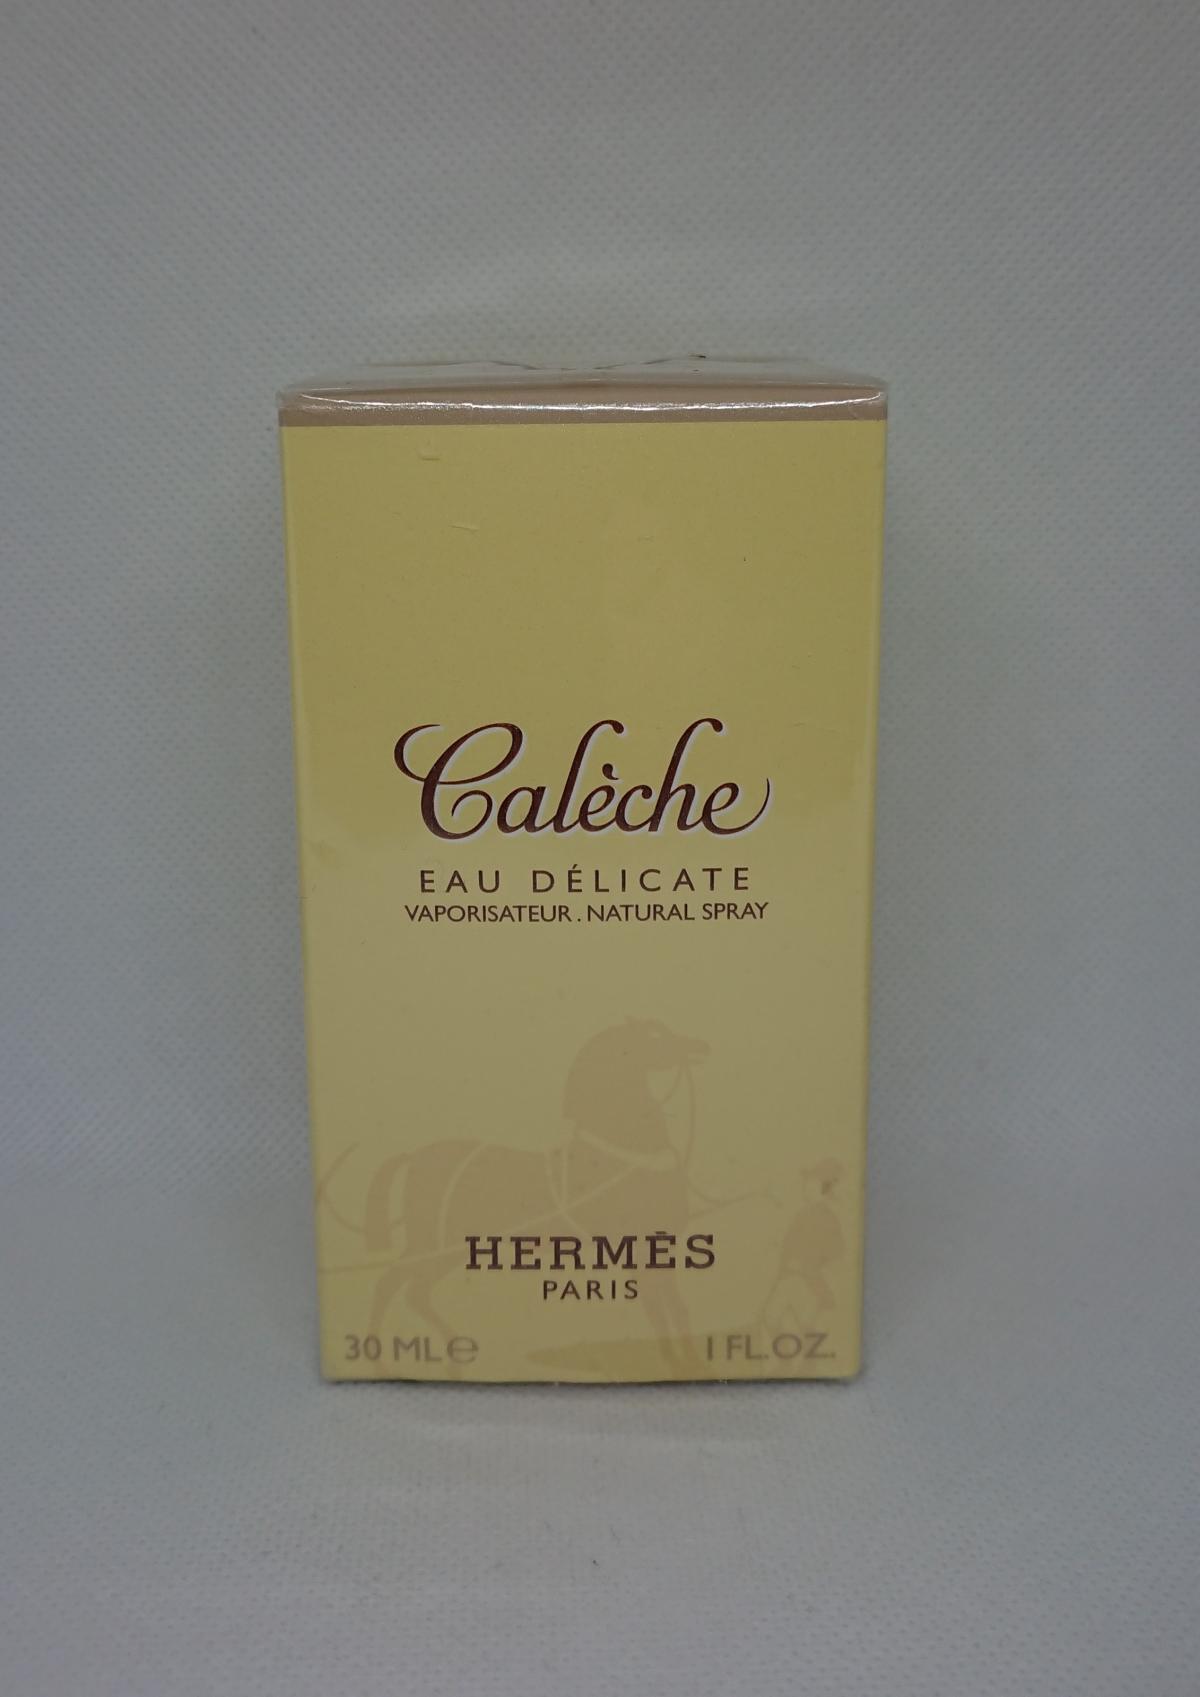 Calèche
EAU DÉLICATE
VAPORISATEUR . NATURAL SPRAY
HERMÈS
PARIS
30 ML℮
1 FL.OZ.